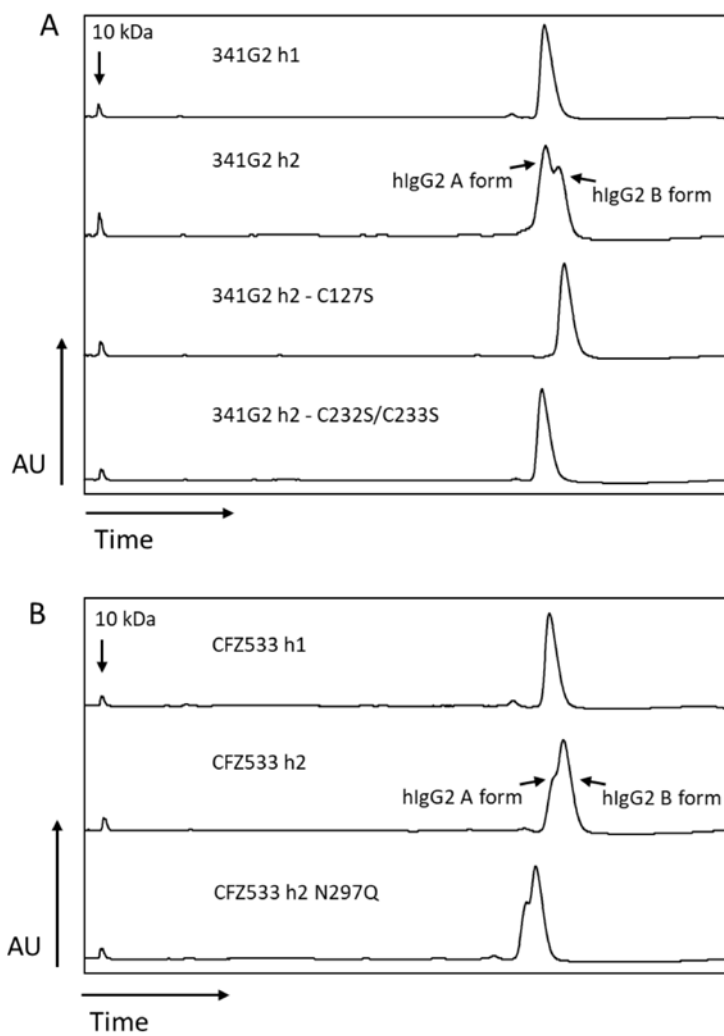 A
10 kDa
341G2 h1
341G2 h2
hIgG2 A form
hIgG2 B form
341G2 h2 - C127S
341G2 h2 - C232S/C233S
AU
Time
B
10 kDa
CFZ533 h1
CFZ533 h2
hIgG2 A form
hIgG2 B form
CFZ533 h2 N297Q
AU
Time